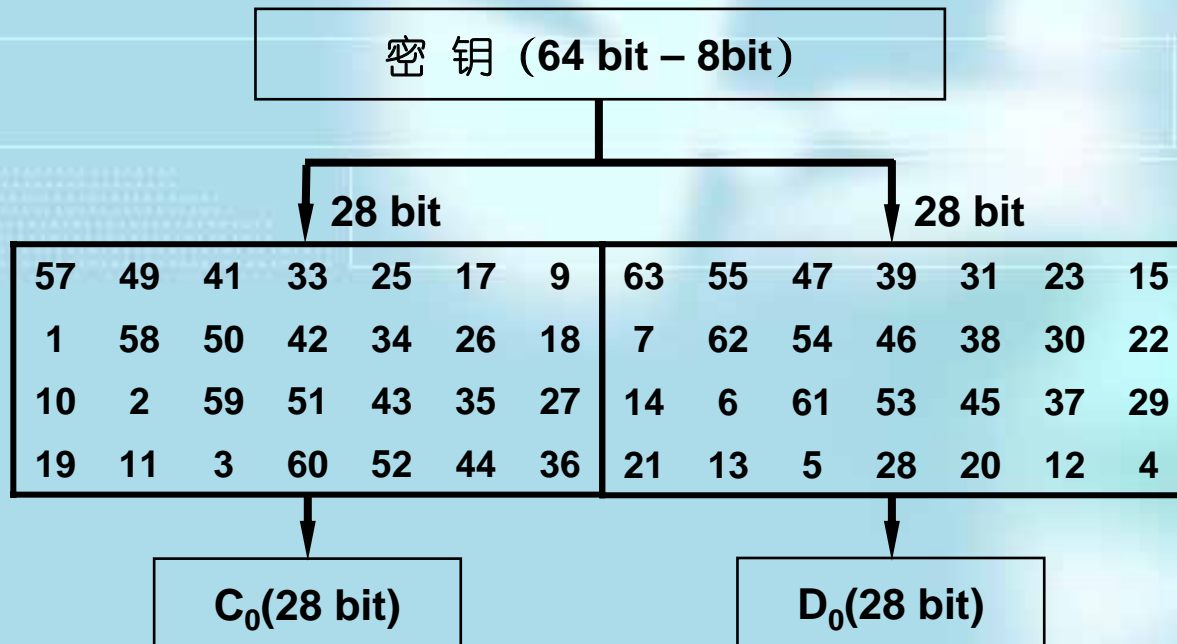 密 钥 (64 bit – 8bit)
28 bit 28 bit
57 49 41 33 25 17 9 63 55 47 39 31 23 15
1 58 50 42 34 26 18 7 62 54 46 38 30 22
10 2 59 51 43 35 27 14 6 61 53 45 37 29
19 11 3 60 52 44 36 21 13 5 28 20 12 4
C₀(28 bit) D₀(28 bit)